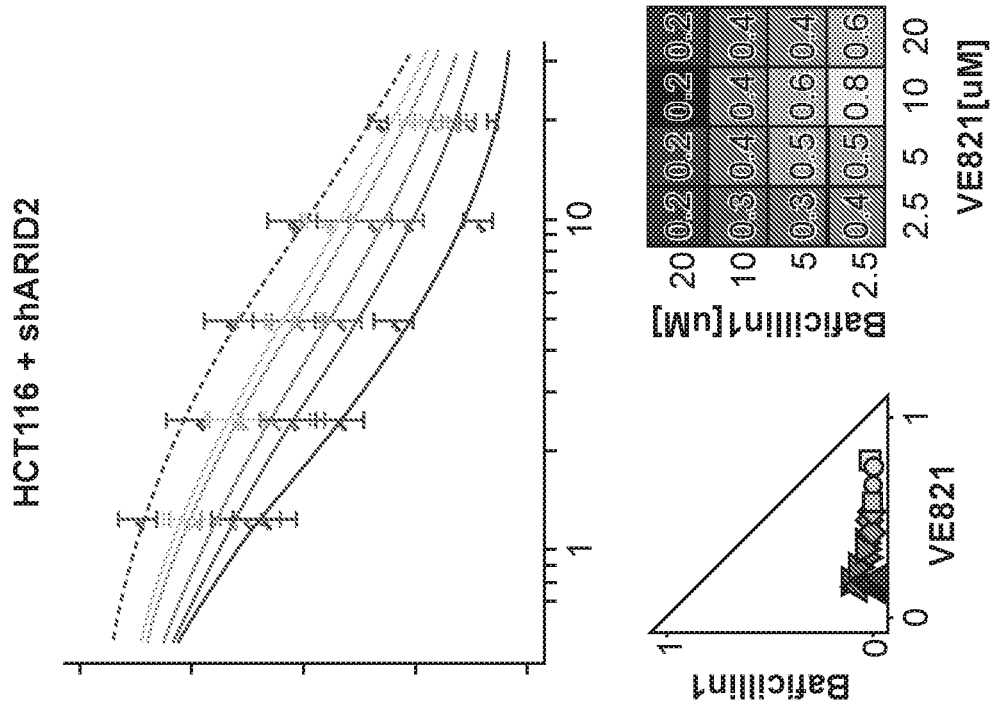 HCT116 + shARID2
1 10
Baficillin1
1
0
0 1
VE821
Baficillin1[uM]
20 0.2 0.2 0.2 0.2
10 0.3 0.4 0.4 0.4
5 0.3 0.5 0.6 0.4
2.5 0.4 0.5 0.8 0.6
2.5 5 10 20
VE821[uM]